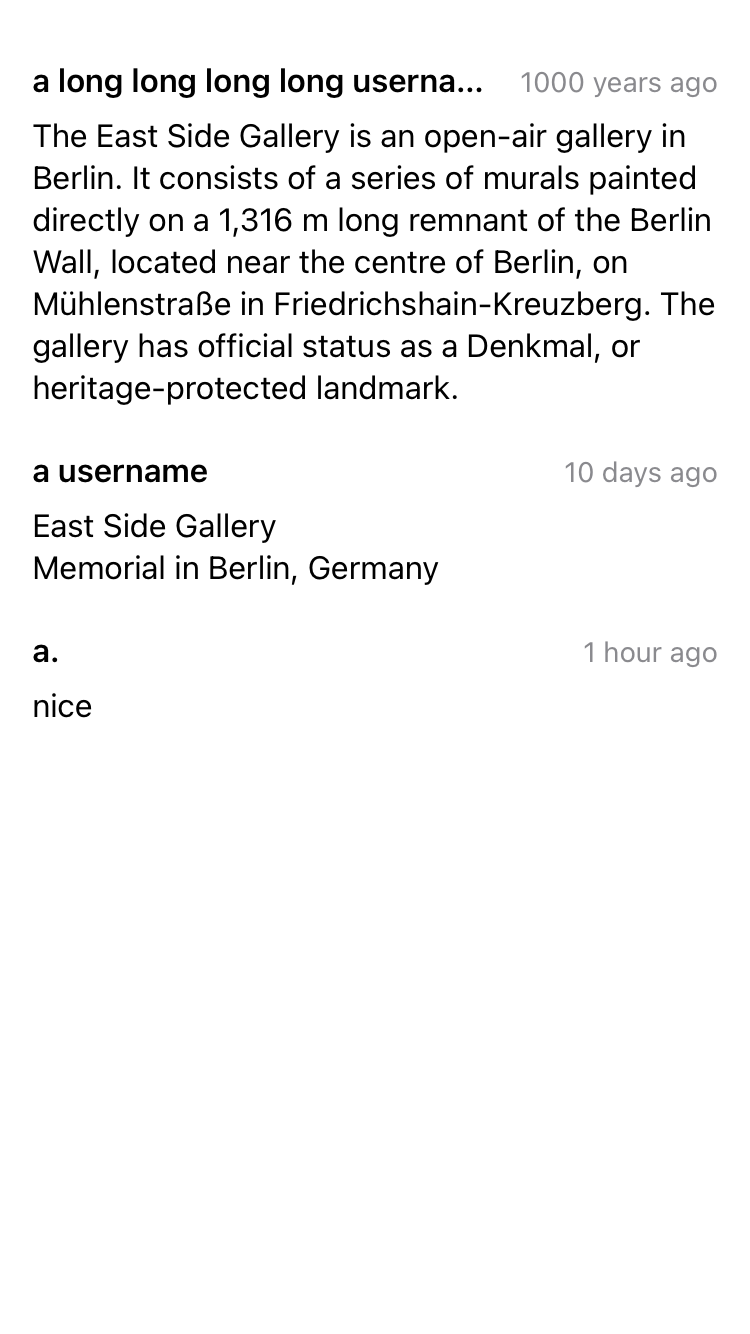 a long long long long userna... 1000 years ago
The East Side Gallery is an open-air gallery in
Berlin. It consists of a series of murals painted
directly on a 1,316 m long remnant of the Berlin
Wall, located near the centre of Berlin, on
Mühlenstraße in Friedrichshain-Kreuzberg. The
gallery has official status as a Denkmal, or
heritage-protected landmark.
a username 10 days ago
East Side Gallery
Memorial in Berlin, Germany
a. 1 hour ago
nice